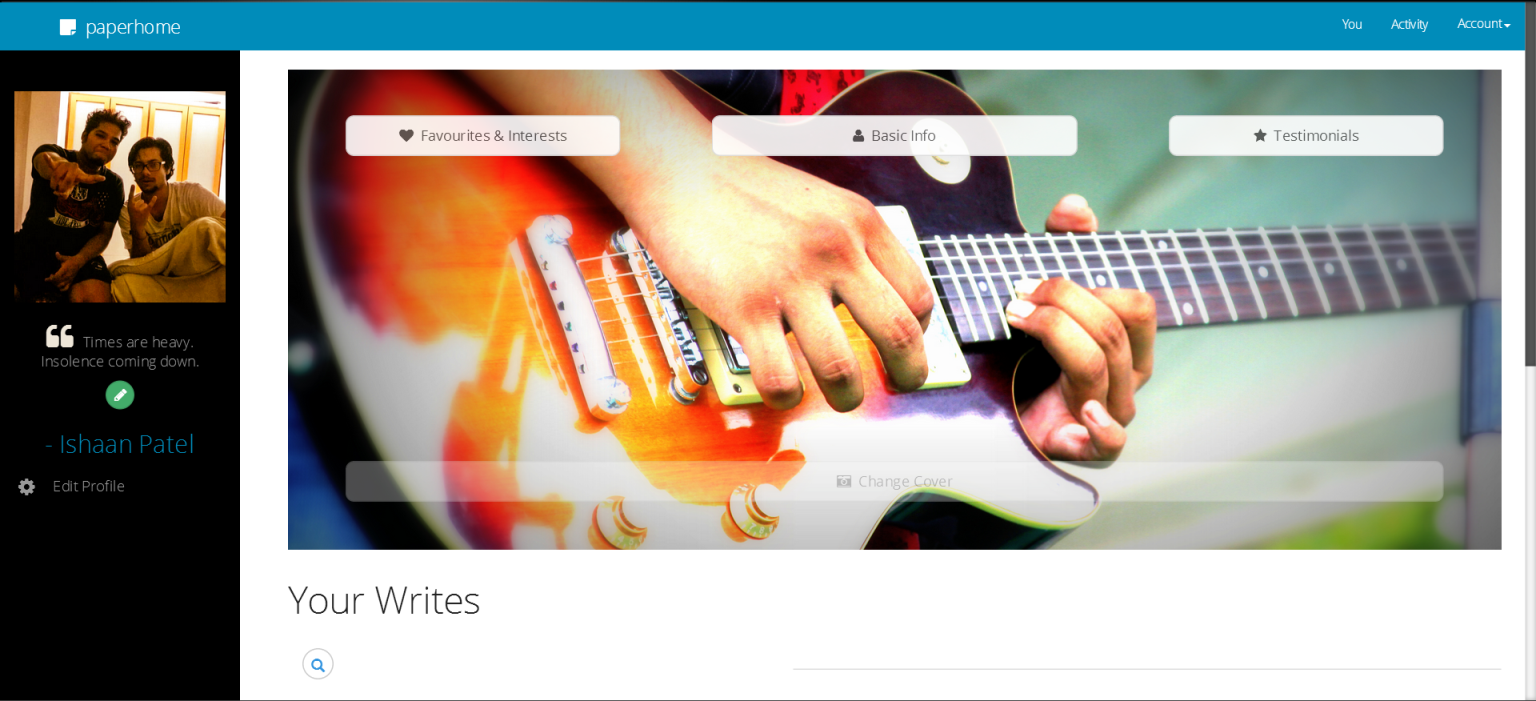 paperhome
You
Activity
Account
Favourites & Interests
Basic Info
Testimonials
Times are heavy.
Insolence coming down.
- Ishaan Patel
Edit Profile
Change Cover
Your Writes